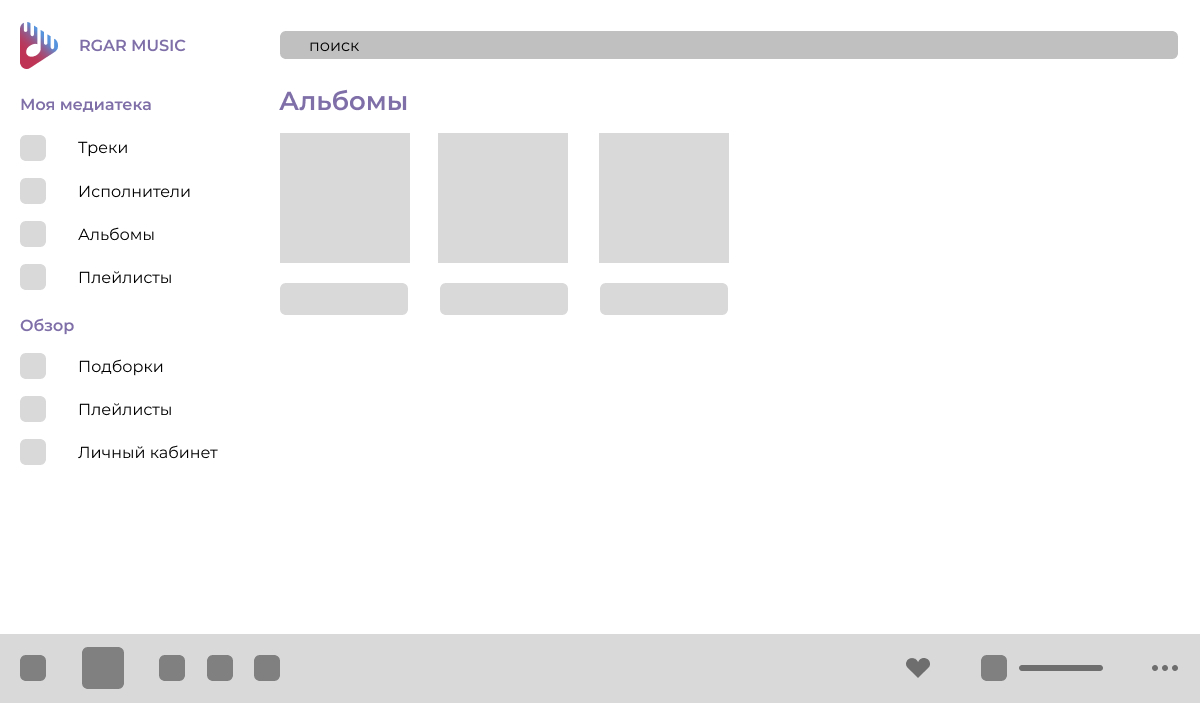 RGAR MUSIC
поиск
Моя медиатека
Треки
Исполнители
Альбомы
Плейлисты
Обзор
Подборки
Плейлисты
Личный кабинет
Альбомы